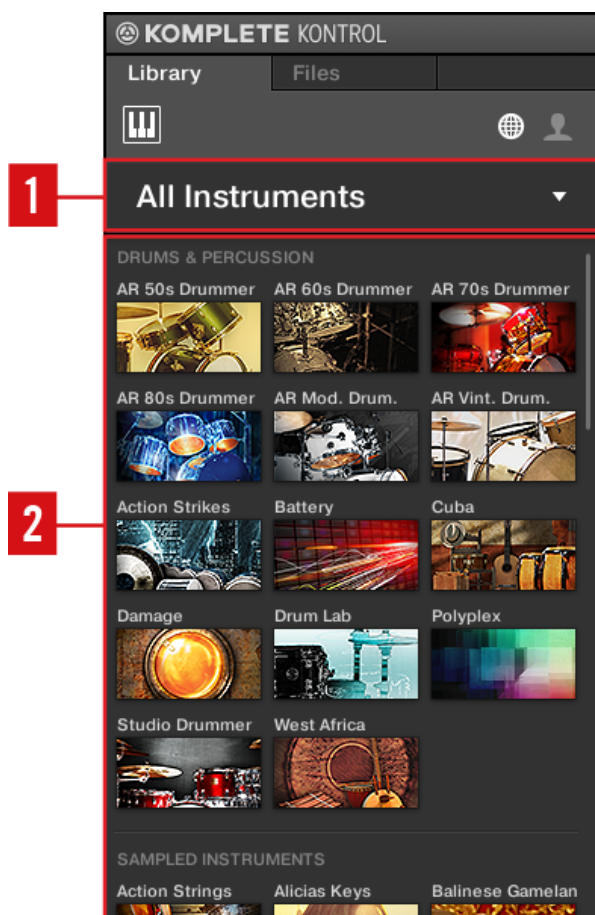 KOMPLETE KONTROL
Library Files
1
All Instruments
2
DRUMS & PERCUSSION
AR 50s Drummer AR 60s Drummer AR 70s Drummer
AR 80s Drummer AR Mod. Drum. AR Vint. Drum.
Action Strikes Battery Cuba
Damage Drum Lab Polyplex
Studio Drummer West Africa
SAMPLED INSTRUMENTS
Action Strings Alicias Keys Balinese Gamelan